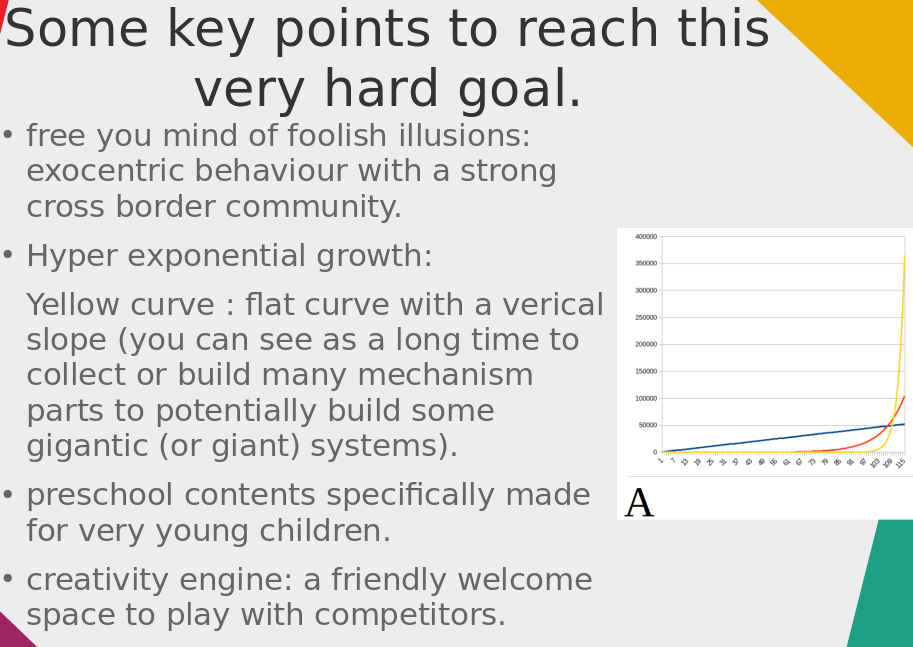 Some key points to reach this
very hard goal.
• free you mind of foolish illusions:
exocentric behaviour with a strong
cross border community.
• Hyper exponential growth:
Yellow curve : flat curve with a verical
slope (you can see as a long time to
collect or build many mechanism
parts to potentially build some
gigantic (or giant) systems).
• preschool contents specifically made
for very young children.
• creativity engine: a friendly welcome
space to play with competitors.
400000
350000
300000
250000
200000
150000
100000
50000
0
1 7 13 19 25 31 37 43 49 55 61 67 73 79 85 91 97 103 109 115
A